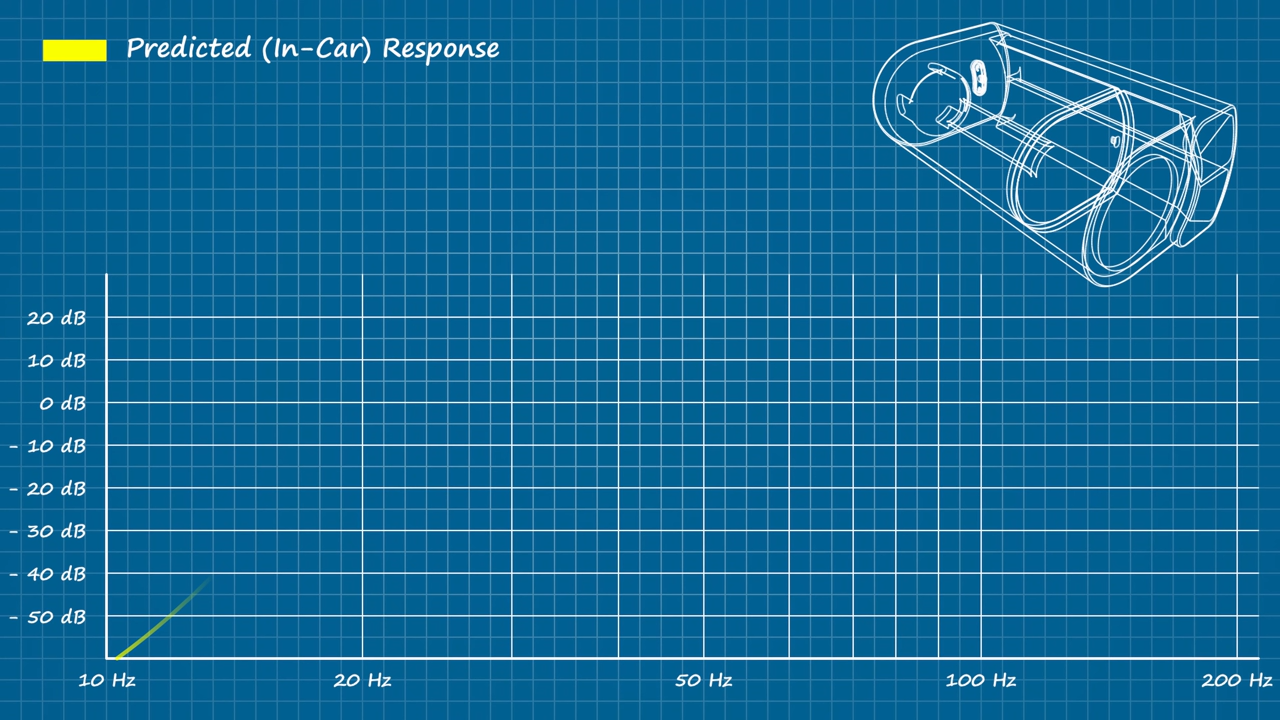 Predicted (In-Car) Response
20 dB
10 dB
0 dB
- 10 dB
- 20 dB
- 30 dB
- 40 dB
- 50 dB
10 Hz 20 Hz 50 Hz 100 Hz 200 Hz